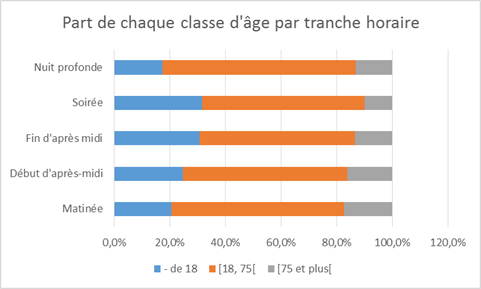 Part de chaque classe d'âge par tranche horaire
Nuit profonde
Soirée
Fin d'après midi
Début d'après-midi
Matinée
0,0% 20,0% 40,0% 60,0% 80,0% 100,0% 120,0%
- de 18 [18, 75[ [75 et plus[